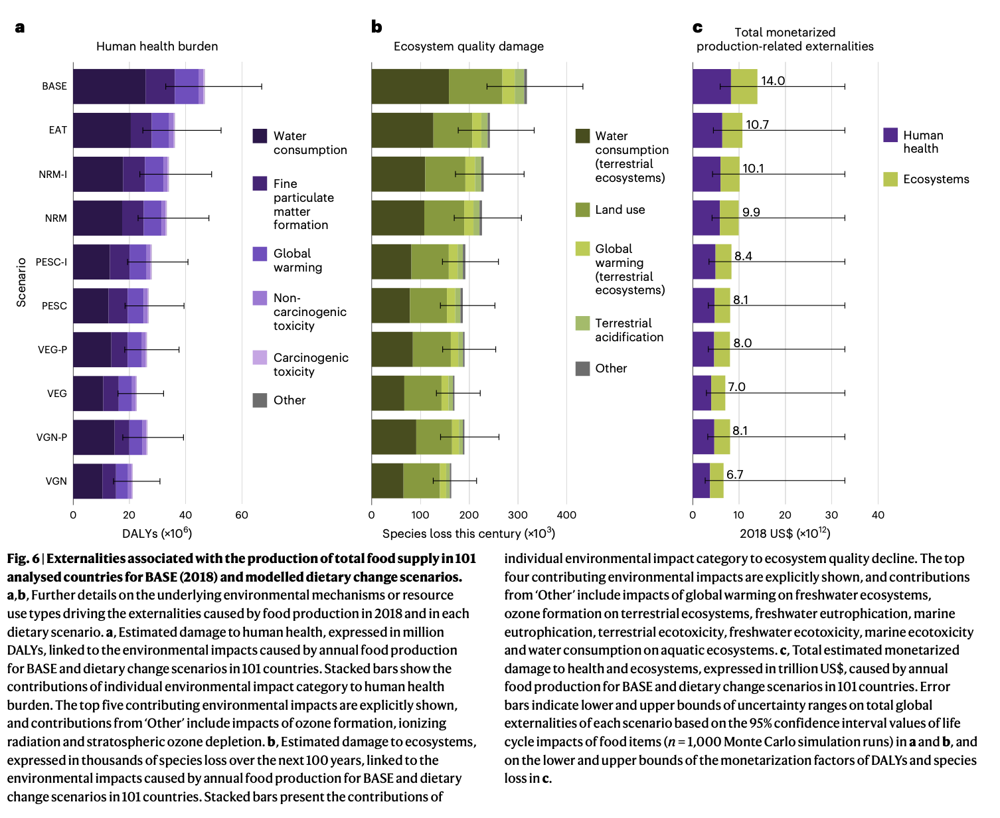 a
Human health burden
Scenario
BASE
EAT
NRM-I
NRM
PESC-I
PESC
VEG-P
VEG
VGN-P
VGN
0 20 40 60
DALYs (×10⁶)
Water
consumption
Fine
particulate
matter
formation
Global
warming
Non-
carcinogenic
toxicity
Carcinogenic
toxicity
Other
b
Ecosystem quality damage
0 100 200 300 400
Species loss this century (×10³)
Water
consumption
(terrestrial
ecosystems)
Land use
Global
warming
(terrestrial
ecosystems)
Terrestrial
acidification
Other
c
Total monetarized
production-related externalities
14.0
10.7
10.1
9.9
8.4
8.1
8.0
7.0
8.1
6.7
0 10 20 30 40
2018 US$ (×10¹²)
Human
health
Ecosystems
Fig. 6 | Externalities associated with the production of total food supply in 101
analysed countries for BASE (2018) and modelled dietary change scenarios.
a,b, Further details on the underlying environmental mechanisms or resource
use types driving the externalities caused by food production in 2018 and in each
dietary scenario. a, Estimated damage to human health, expressed in million
DALYs, linked to the environmental impacts caused by annual food production
for BASE and dietary change scenarios in 101 countries. Stacked bars show the
contributions of individual environmental impact category to human health
burden. The top five contributing environmental impacts are explicitly shown,
and contributions from ‘Other’ include impacts of ozone formation, ionizing
radiation and stratospheric ozone depletion. b, Estimated damage to ecosystems,
expressed in thousands of species loss over the next 100 years, linked to the
environmental impacts caused by annual food production for BASE and dietary
change scenarios in 101 countries. Stacked bars present the contributions of
individual environmental impact category to ecosystem quality decline. The top
four contributing environmental impacts are explicitly shown, and contributions
from ‘Other’ include impacts of global warming on freshwater ecosystems,
ozone formation on terrestrial ecosystems, freshwater eutrophication, marine
eutrophication, terrestrial ecotoxicity, freshwater ecotoxicity, marine ecotoxicity
and water consumption on aquatic ecosystems. c, Total estimated monetarized
damage to health and ecosystems, expressed in trillion US$, caused by annual
food production for BASE and dietary change scenarios in 101 countries. Error
bars indicate lower and upper bounds of uncertainty ranges on total global
externalities of each scenario based on the 95% confidence interval values of life
cycle impacts of food items (n = 1,000 Monte Carlo simulation runs) in a and b, and
on the lower and upper bounds of the monetarization factors of DALYs and species
loss in c.